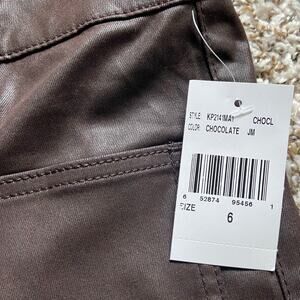 STYLE: KP2141MA1 CHOCL
COLOR: CHOCOLATE JM
6 52874 95456 1
SIZE
6